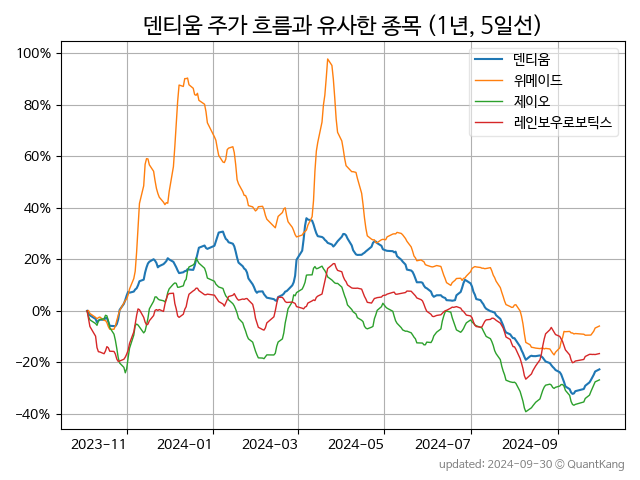 덴티움 주가 흐름과 유사한 종목 (1년, 5일선)
덴티움
위메이드
제이오
레인보우로보틱스
100%
80%
60%
40%
20%
0%
−20%
−40%
2023-11
2024-01
2024-03
2024-05
2024-07
2024-09
updated: 2024-09-30 © QuantKang